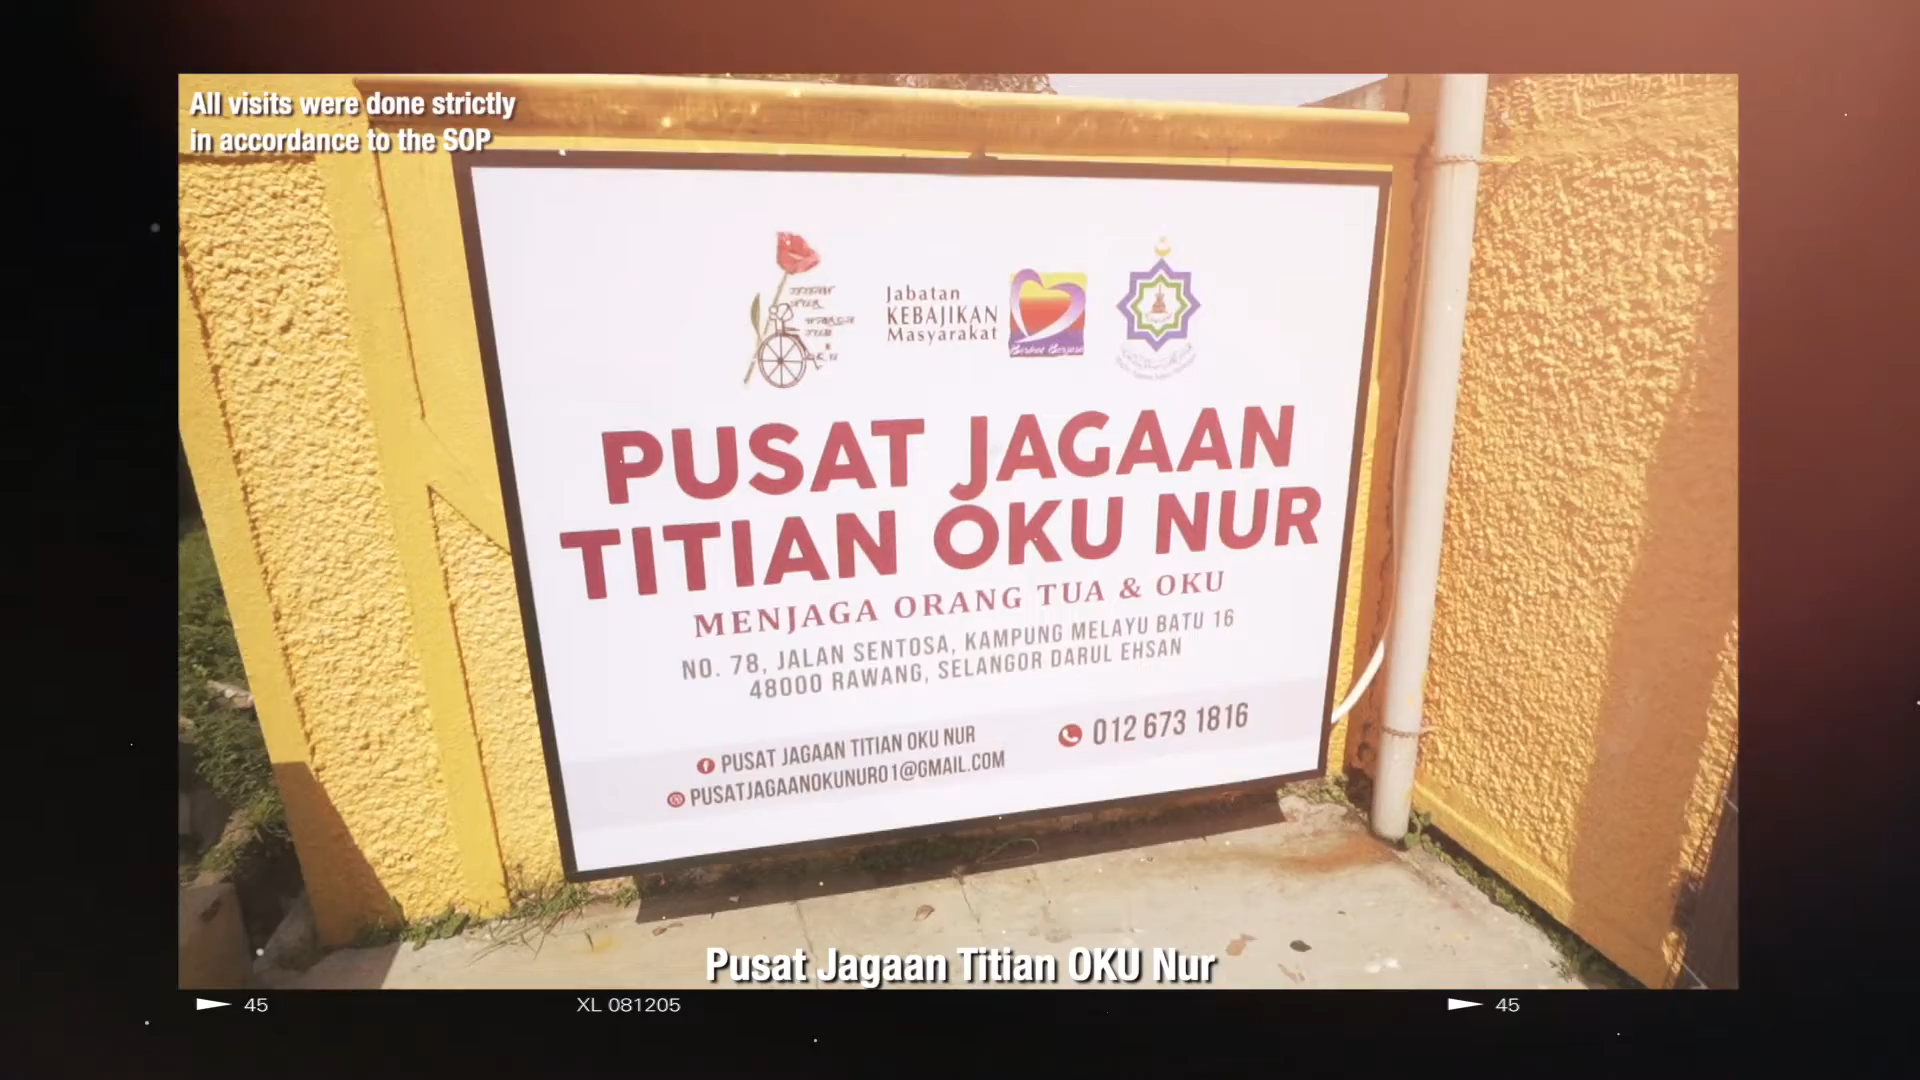 All visits were done strictly
in accordance to the SOP
Jabatan
KEBAJIKAN
Masyarakat
PUSAT JAGAAN
TITIAN OKU NUR
MENJAGA ORANG TUA & OKU
NO. 78, JALAN SENTOSA, KAMPUNG MELAYU BATU 16
48000 RAWANG, SELANGOR DARUL EHSAN
PUSAT JAGAAN TITIAN OKU NUR
012 673 1816
PUSATJAGAANOKUNUR01@GMAIL.COM
Pusat Jagaan Titian OKU Nur
45
XL 081205
45